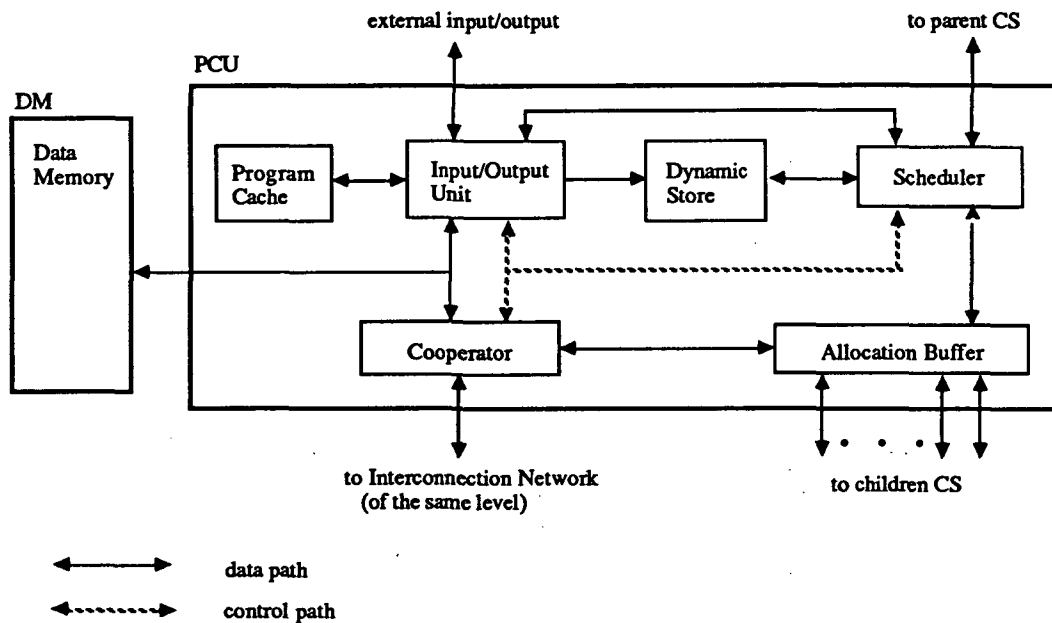 external input/output
to parent CS
PCU
DM
Data
Memory
Program
Cache
Input/Output
Unit
Dynamic
Store
Scheduler
Cooperator
Allocation Buffer
to Interconnection Network
(of the same level)
to children CS
data path
control path